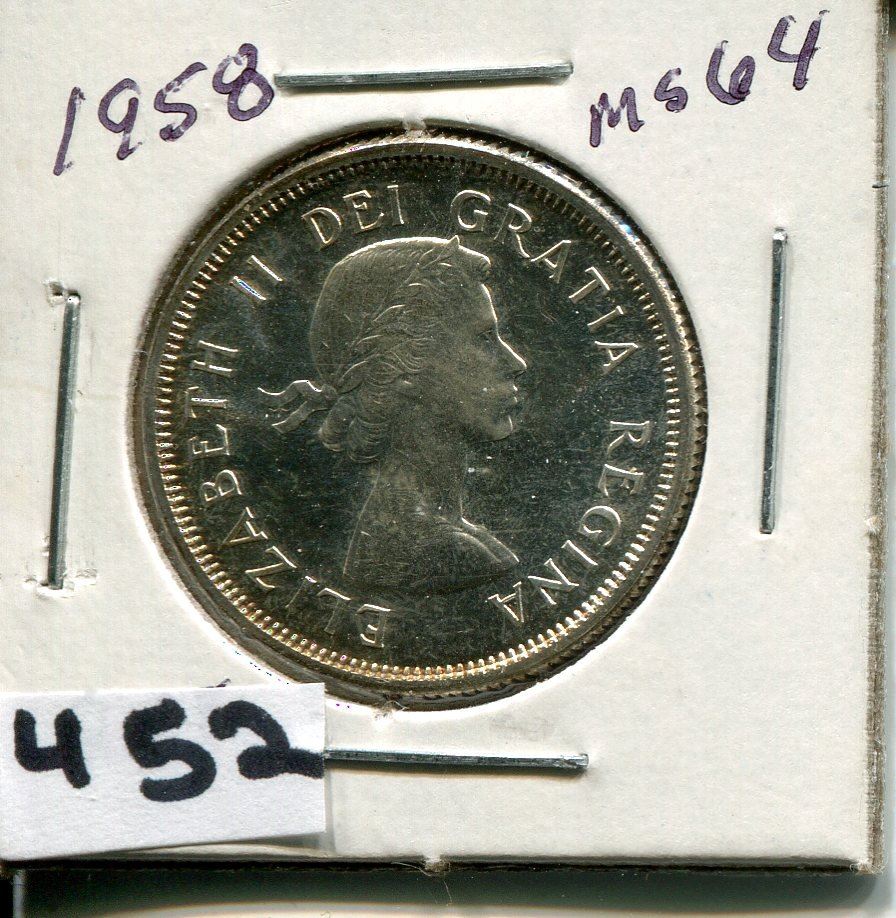 1958
MS64
ELIZABETH II DEI GRATIA REGINA
452